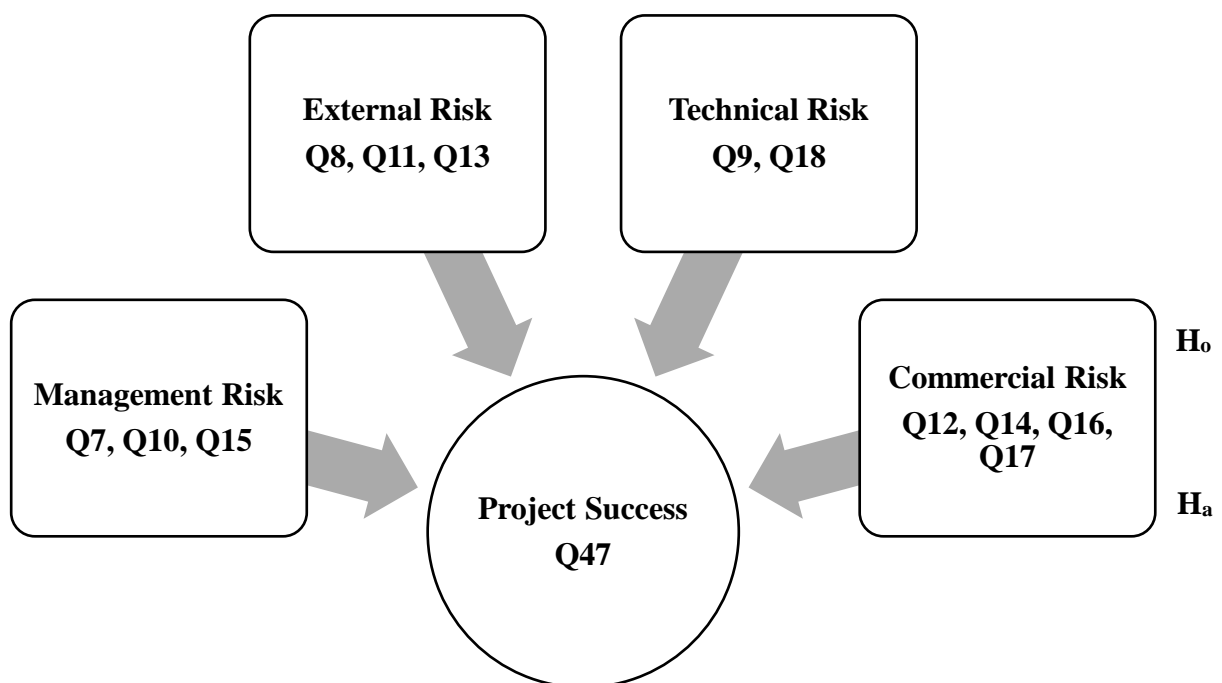 External Risk
Q8, Q11, Q13
Technical Risk
Q9, Q18
Management Risk
Q7, Q10, Q15
Commercial Risk
Q12, Q14, Q16,
Q17
Hₒ
Hₐ
Project Success
Q47